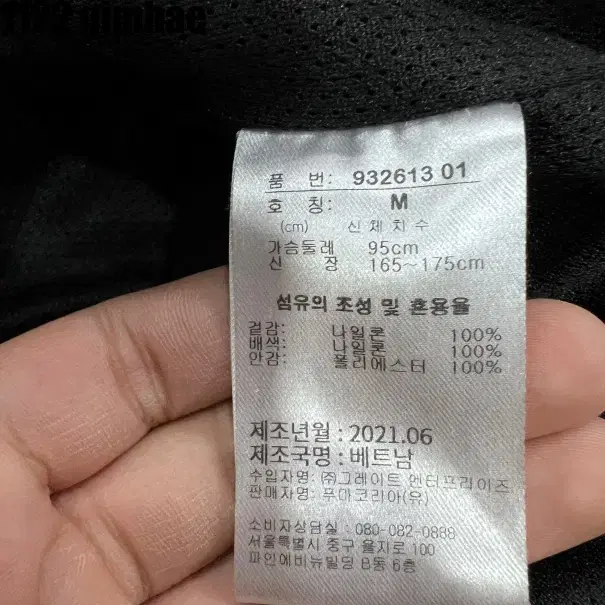 1172 gimhae
품 번: 932613 01
호 칭: M
(cm) 신체치수
가슴둘레 95cm
신 장 165~175cm
섬유의 조성 및 혼용율
겉감: 나일론 100%
배색: 나일론 100%
안감: 폴리에스터 100%
제조년월 : 2021.06
제조국명 : 베트남
수입자명: ㈜그레이트 엔터프라이즈
판매자명: 푸마코리아(유)
소비자상담실 : 080-082-0888
서울특별시 중구 을지로 100
파인에비뉴빌딩 B동 6층